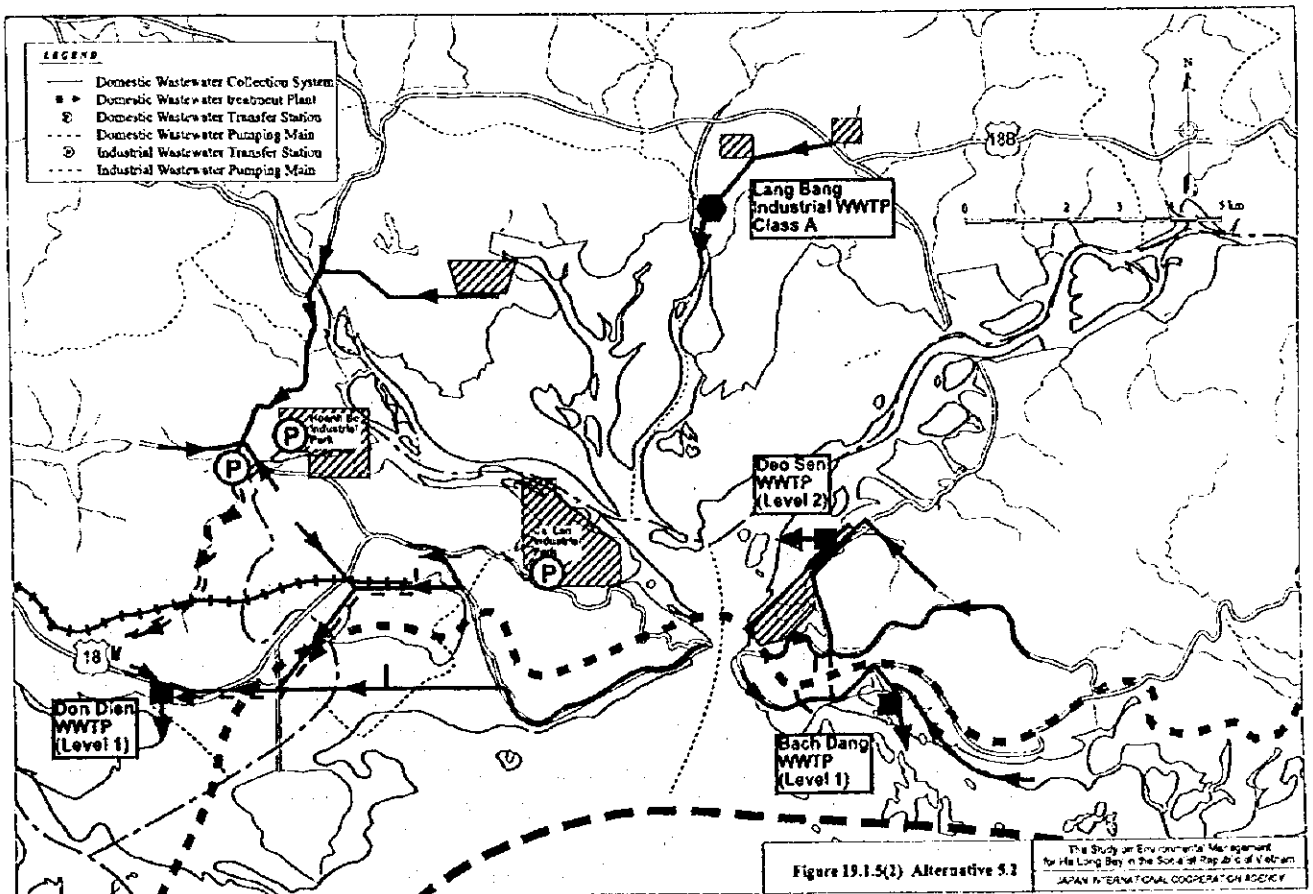 LEGEND
Domestic Wastewater Collection System
Domestic Wastewater treatment Plant
Domestic Wastewater Transfer Station
Domestic Wastewater Pumping Main
P Industrial Wastewater Transfer Station
Industrial Wastewater Pumping Main
N
18B
0 1 2 3 4 5 km
Lang Bang
Industrial WWTP
Class A
P
Industrial
Park
P
Deo Sen
WWTP
(Level 2)
Industrial
Park
P
18
Don Dien
WWTP
(Level 1)
Bach Dang
WWTP
(Level 1)
Figure 19.1.5(2) Alternative 5.2
The Study on Environmental Management
for Ha Long Bay in the Socialist Republic of Vietnam
JAPAN INTERNATIONAL COOPERATION AGENCY